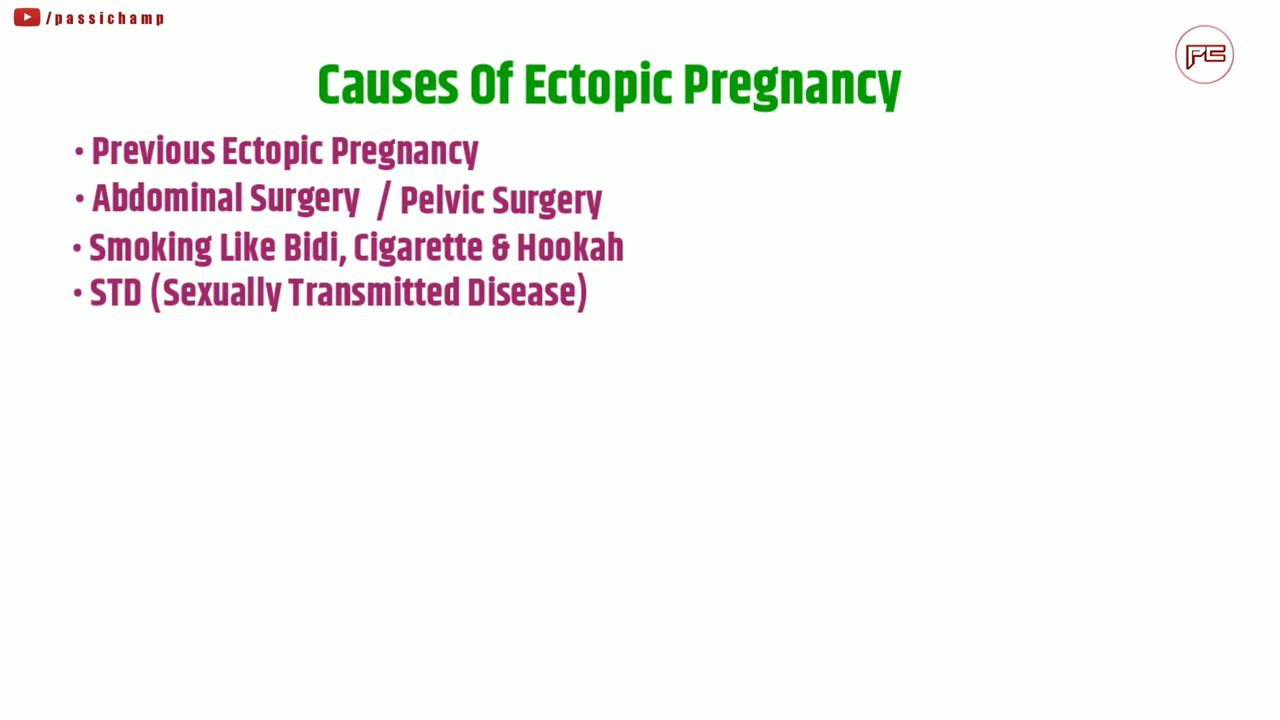 /passichamp
PC
Causes Of Ectopic Pregnancy
• Previous Ectopic Pregnancy
• Abdominal Surgery / Pelvic Surgery
• Smoking Like Bidi, Cigarette & Hookah
• STD (Sexually Transmitted Disease)